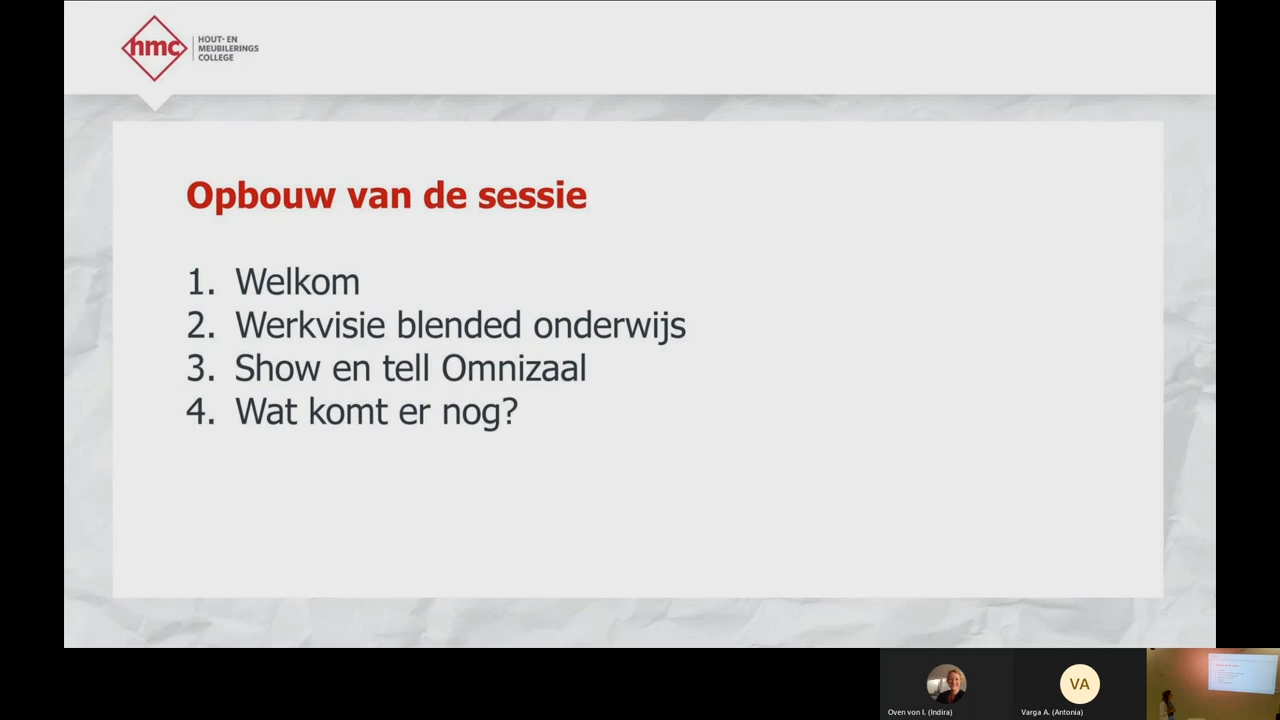 hmc
HOUT- EN
MEUBILERINGS
COLLEGE
Opbouw van de sessie
1. Welkom
2. Werkvisie blended onderwijs
3. Show en tell Omnizaal
4. Wat komt er nog?
VA
Oven von I. (Indira)
Varga A. (Antonia)